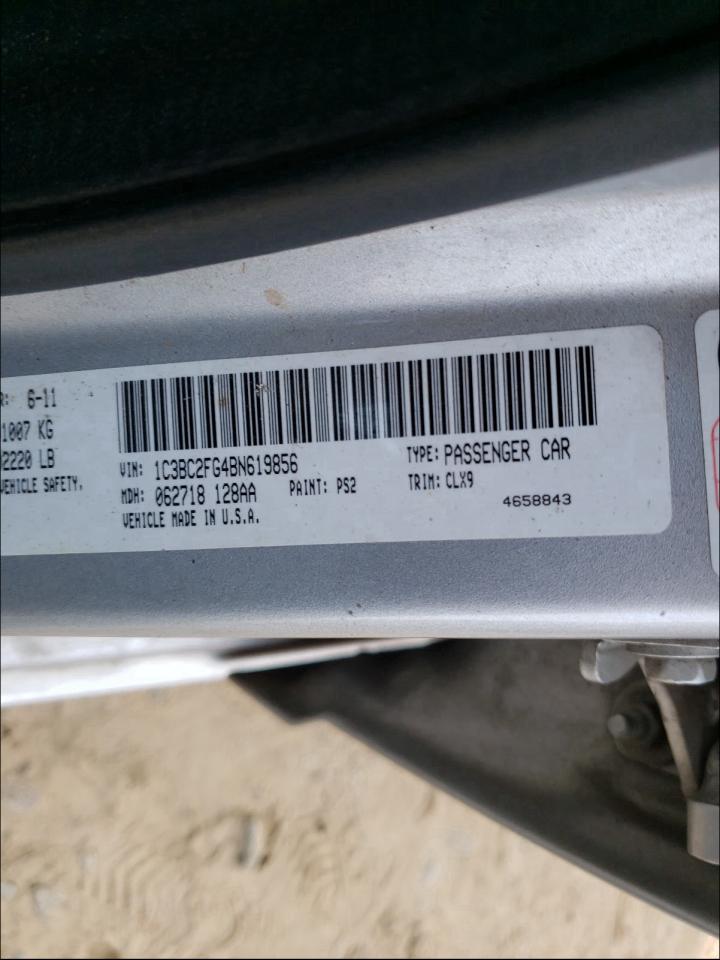 R: 6-11
1007 KG
2220 LB
VEHICLE SAFETY.
VIN: 1C3BC2FG4BN619856
TYPE: PASSENGER CAR
MDH: 062718 128AA PAINT: PS2
TRIM: CLX9
VEHICLE MADE IN U.S.A.
4658843